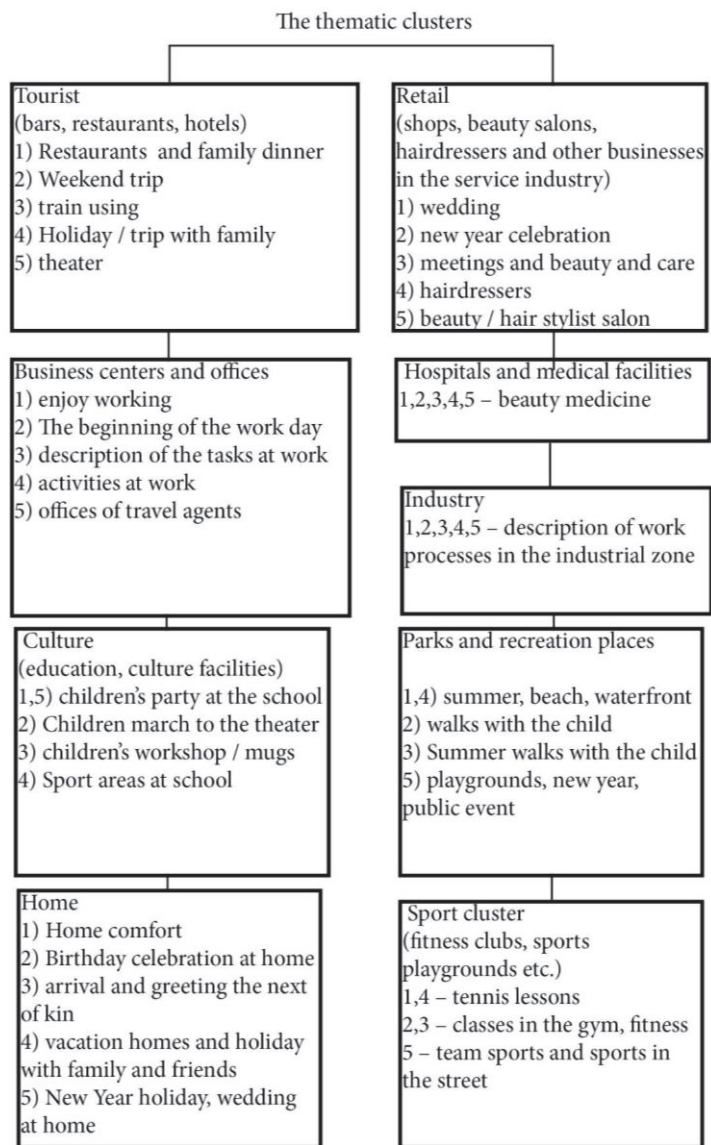 The thematic clusters
Tourist
(bars, restaurants, hotels)
1) Restaurants and family dinner
2) Weekend trip
3) train using
4) Holiday / trip with family
5) theater
Retail
(shops, beauty salons,
hairdressers and other businesses
in the service industry)
1) wedding
2) new year celebration
3) meetings and beauty and care
4) hairdressers
5) beauty / hair stylist salon
Business centers and offices
1) enjoy working
2) The beginning of the work day
3) description of the tasks at work
4) activities at work
5) offices of travel agents
Hospitals and medical facilities
1,2,3,4,5 – beauty medicine
Industry
1,2,3,4,5 – description of work
processes in the industrial zone
Culture
(education, culture facilities)
1,5) children’s party at the school
2) Children march to the theater
3) children’s workshop / mugs
4) Sport areas at school
Parks and recreation places
1,4) summer, beach, waterfront
2) walks with the child
3) Summer walks with the child
5) playgrounds, new year,
public event
Home
1) Home comfort
2) Birthday celebration at home
3) arrival and greeting the next
of kin
4) vacation homes and holiday
with family and friends
5) New Year holiday, wedding
at home
Sport cluster
(fitness clubs, sports
playgrounds etc.)
1,4 – tennis lessons
2,3 – classes in the gym, fitness
5 – team sports and sports in
the street